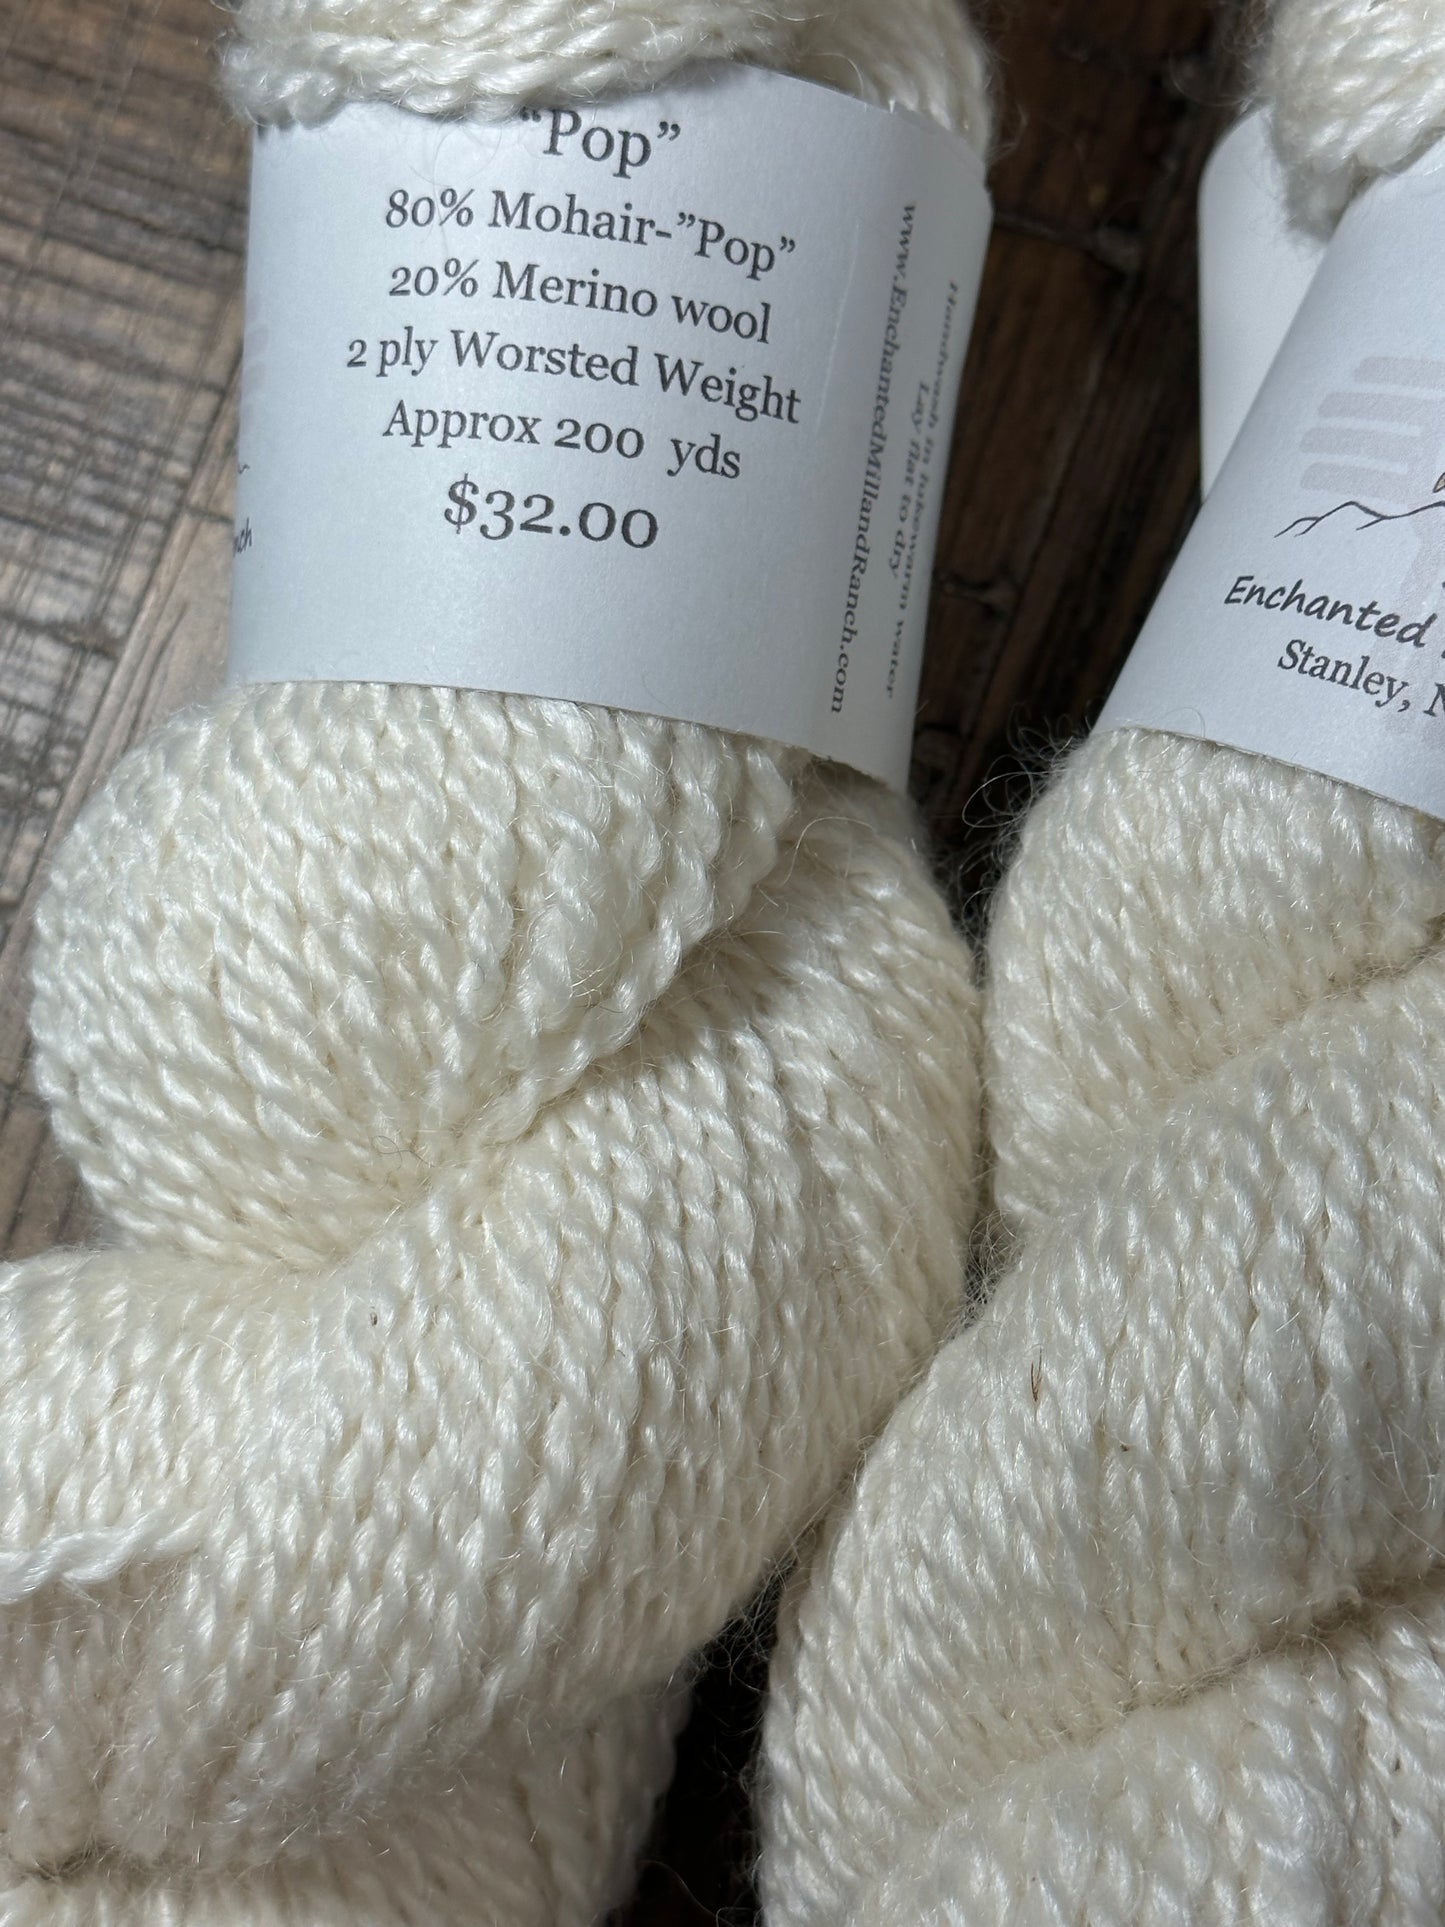 “Pop”
80% Mohair-”Pop”
20% Merino wool
2 ply Worsted Weight
Approx 200 yds
$32.00
www.EnchantedMillandRanch.com
Lay flat to dry
Handwash in lukewarm water
nch
Enchanted
Stanley, N